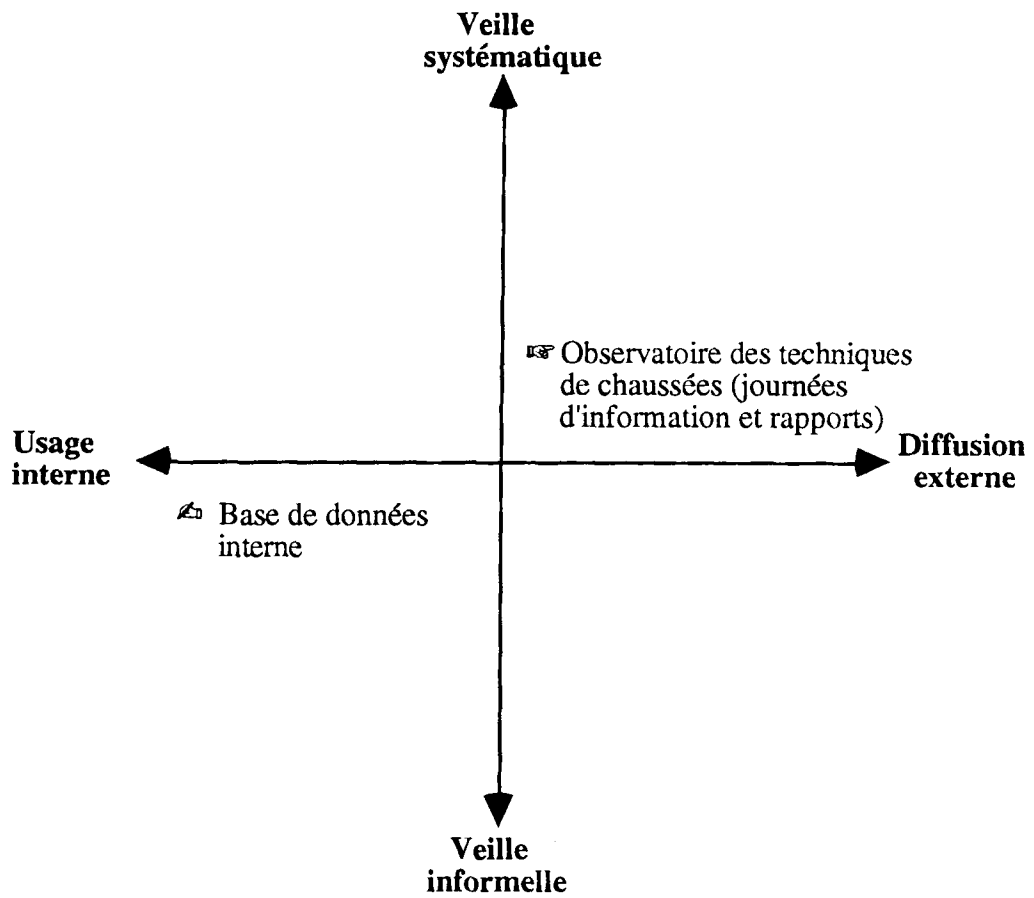 Veille
systématique
☞ Observatoire des techniques
de chaussées (journées
d'information et rapports)
Usage
interne
Diffusion
externe
✍ Base de données
interne
Veille
informelle